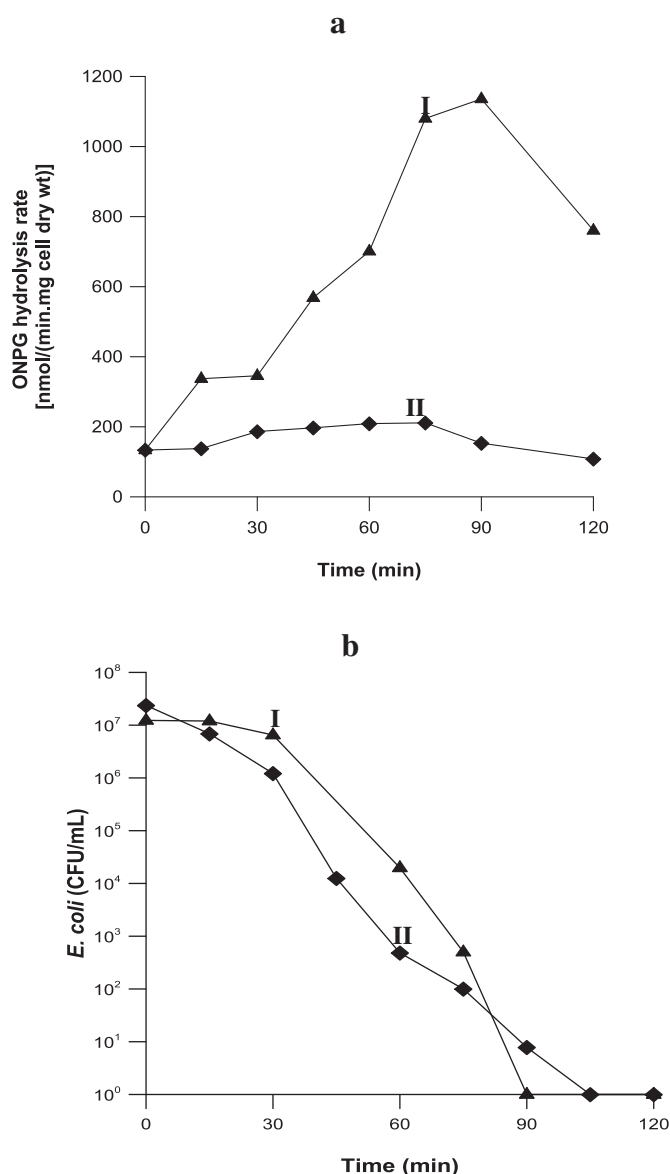 a
1200
1000
800
600
400
200
0
ONPG hydrolysis rate
[nmol/(min.mg cell dry wt)]
I
II
0 30 60 90 120
Time (min)
b
10⁸
10⁷
10⁶
10⁵
10⁴
10³
10²
10¹
10⁰
E. coli (CFU/mL)
I
II
0 30 60 90 120
Time (min)